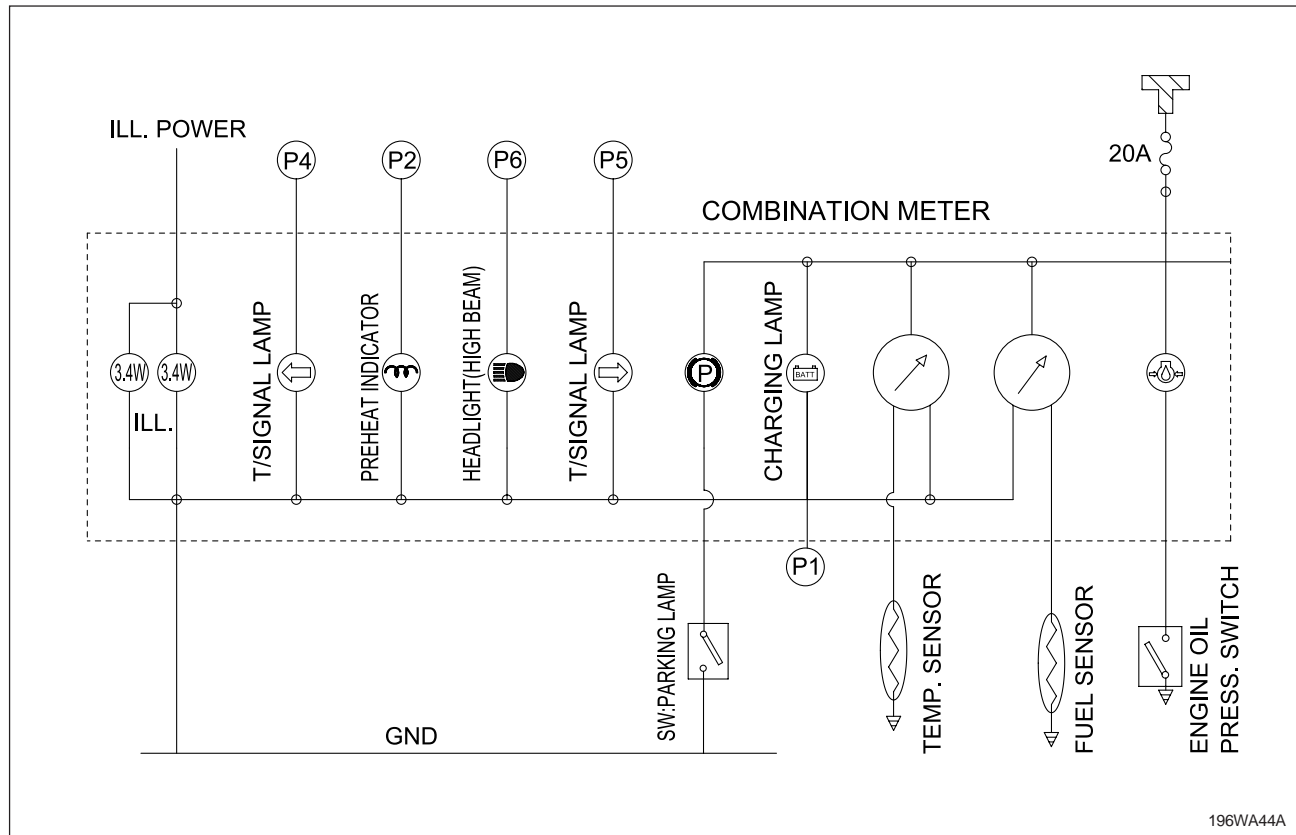 ILL. POWER
P4
P2
P6
P5
20A
COMBINATION METER
3.4W
3.4W
ILL.
T/SIGNAL LAMP
PREHEAT INDICATOR
HEADLIGHT(HIGH BEAM)
T/SIGNAL LAMP
P
CHARGING LAMP
BATT
P1
SW:PARKING LAMP
TEMP. SENSOR
FUEL SENSOR
ENGINE OIL
PRESS. SWITCH
GND
196WA44A